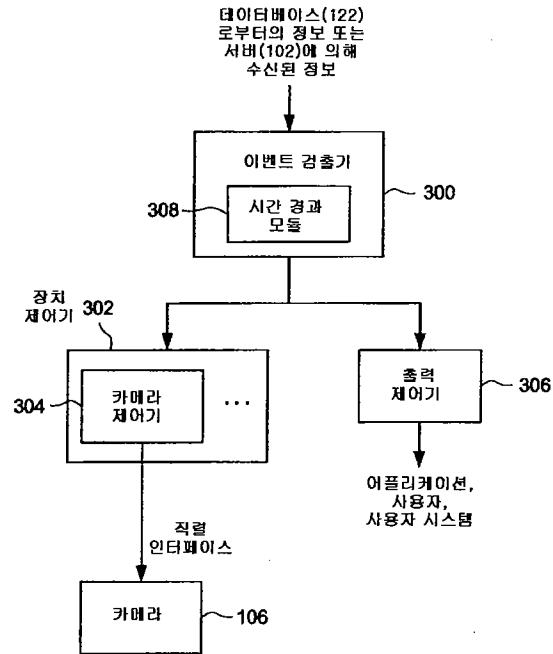 데이터베이스(122)
로부터의 정보 또는
서버(102)에 의해
수신된 정보
이벤트 검출기
300
308
시간 경과
모듈
장치
제어기
302
304
카메라
제어기
...
출력
제어기
306
어플리케이션,
사용자,
사용자 시스템
직렬
인터페이스
카메라
106